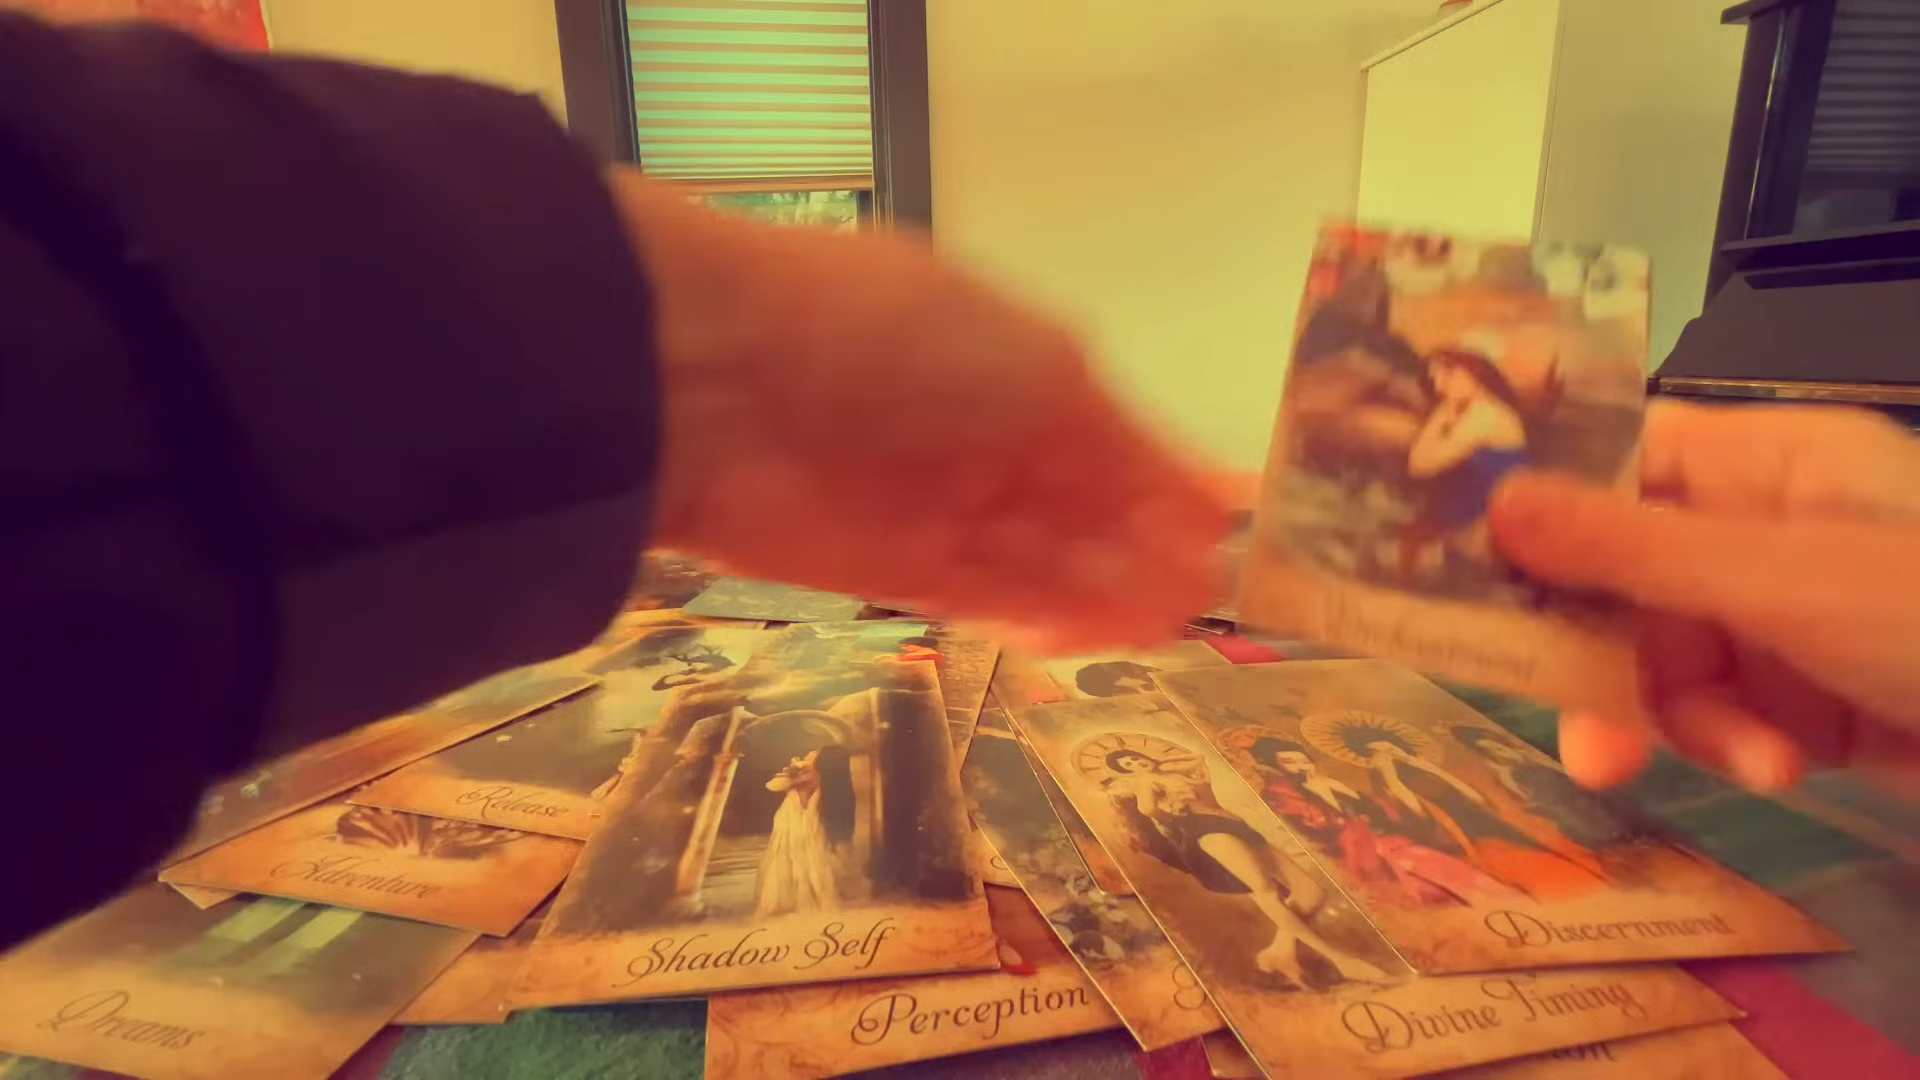 Release
Adventure
Shadow Self
Discernment
Dreams
Perception
Divine Timing